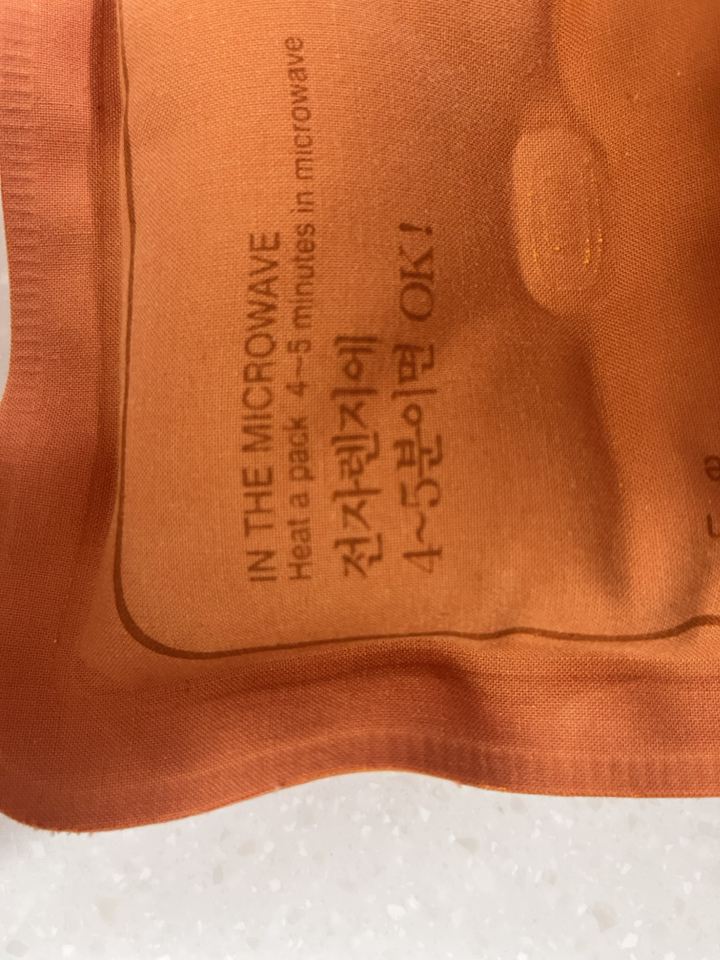 IN THE MICROWAVE
Heat a pack 4~5 minutes in microwave
전자렌지에
4~5분이면 OK!